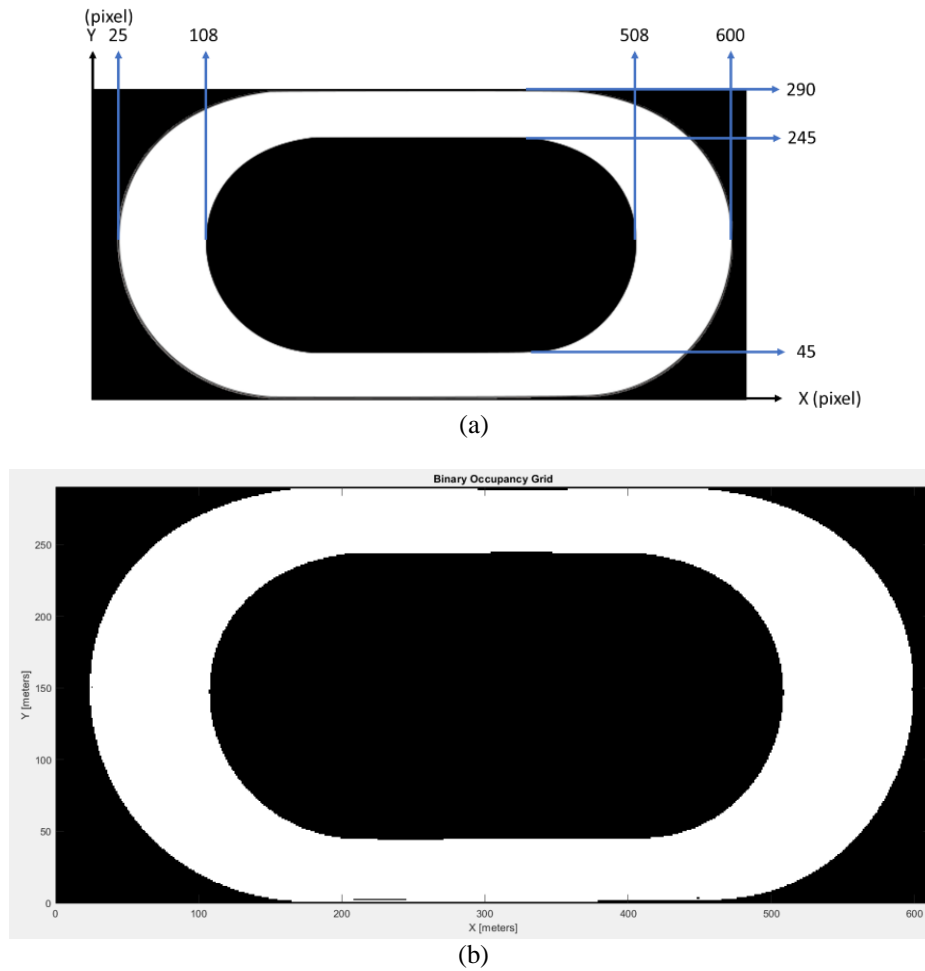 (pixel)
Y 25 108 508 600
290
245
45
X (pixel)
(a)
Binary Occupancy Grid
250
200
150
100
50
0
Y [meters]
0 100 200 300 400 500 600
X [meters]
(b)